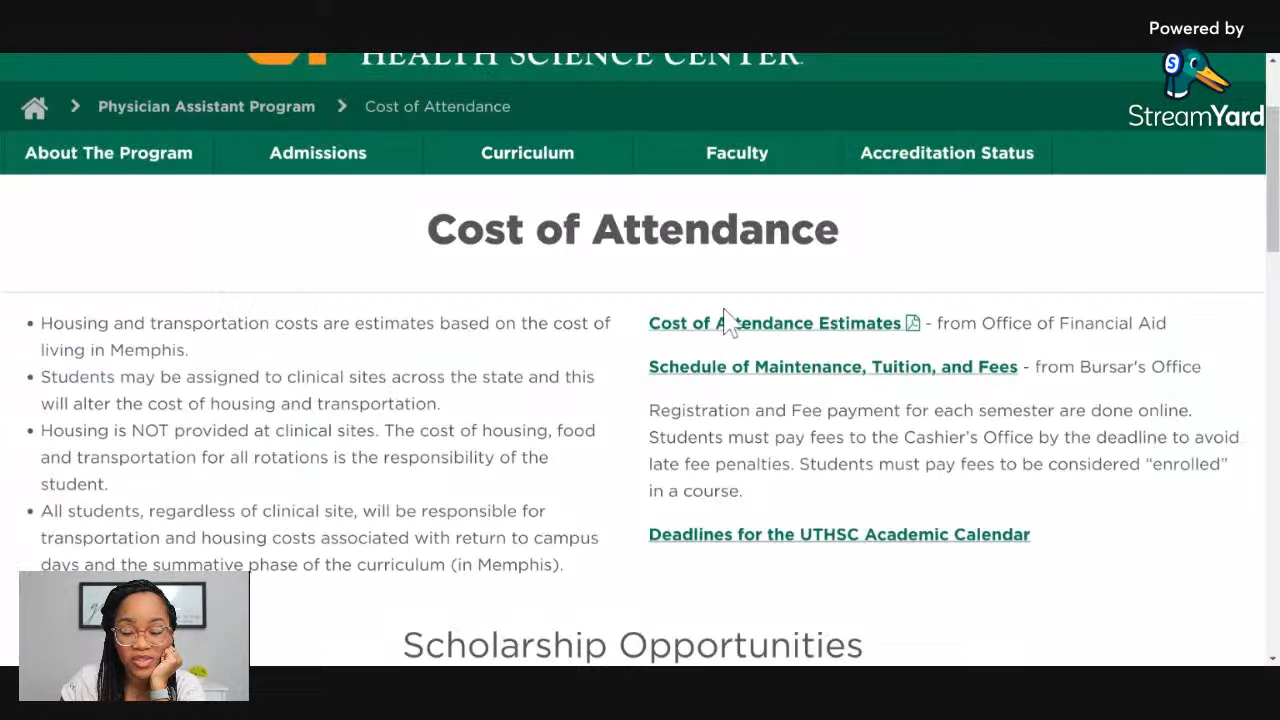 Powered by
StreamYard
HEALTH SCIENCE CENTER
Physician Assistant Program
Cost of Attendance
About The Program
Admissions
Curriculum
Faculty
Accreditation Status
Cost of Attendance
• Housing and transportation costs are estimates based on the cost of
living in Memphis.
• Students may be assigned to clinical sites across the state and this
will alter the cost of housing and transportation.
• Housing is NOT provided at clinical sites. The cost of housing, food
and transportation for all rotations is the responsibility of the
student.
• All students, regardless of clinical site, will be responsible for
transportation and housing costs associated with return to campus
days and the summative phase of the curriculum (in Memphis).
Cost of Attendance Estimates - from Office of Financial Aid
Schedule of Maintenance, Tuition, and Fees - from Bursar's Office
Registration and Fee payment for each semester are done online.
Students must pay fees to the Cashier's Office by the deadline to avoid
late fee penalties. Students must pay fees to be considered “enrolled”
in a course.
Deadlines for the UTHSC Academic Calendar
Scholarship Opportunities